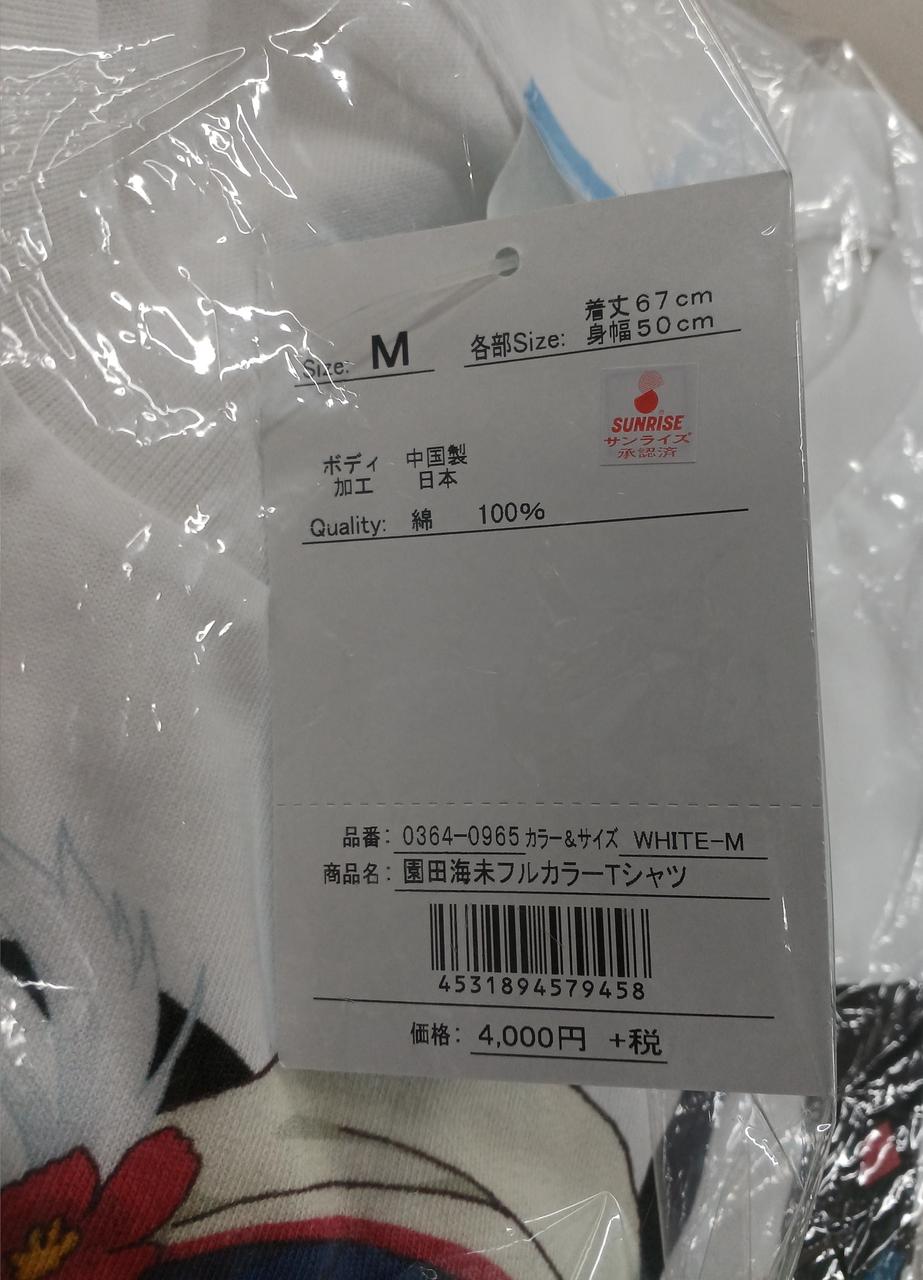 Size: M
各部Size: 着丈67cm
身幅50cm
SUNRISE
サンライズ
承認済
ボディ 中国製
加工 日本
Quality: 綿 100%
品番: 0364-0965 カラー&サイズ WHITE-M
商品名: 園田海未フルカラーTシャツ
4531894579458
価格: 4,000円 +税